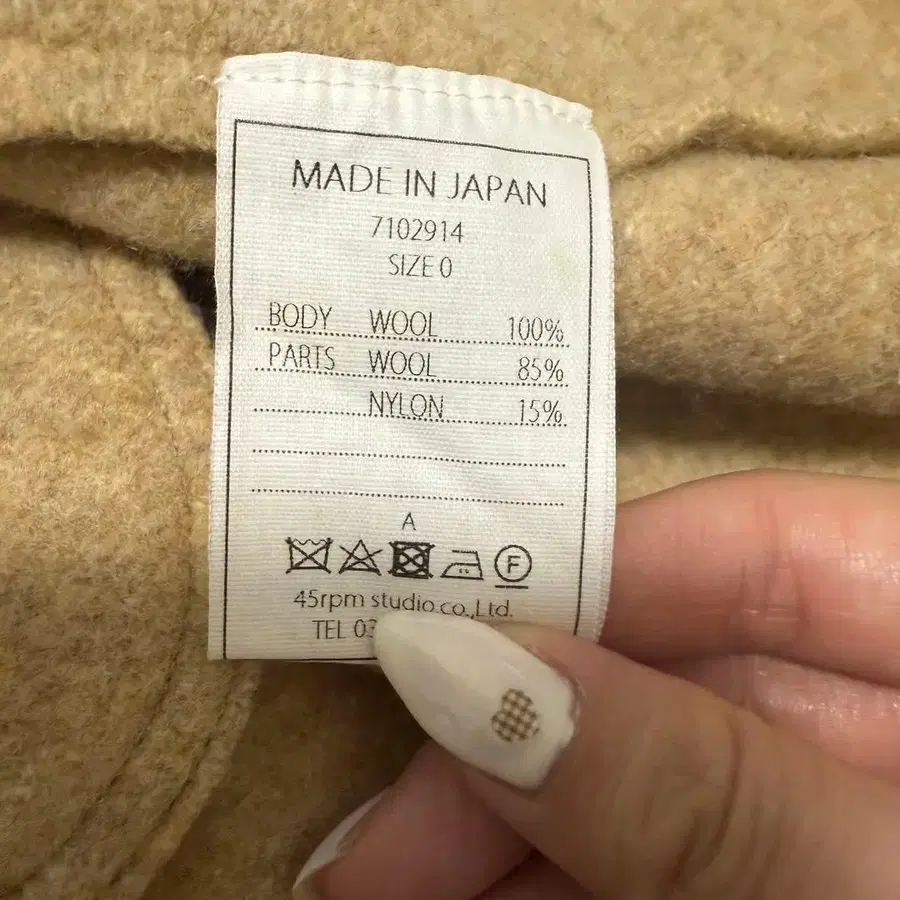 MADE IN JAPAN
7102914
SIZE 0
BODY WOOL 100%
PARTS WOOL 85%
NYLON 15%
A
F
45rpm studio co.,Ltd.
TEL 03